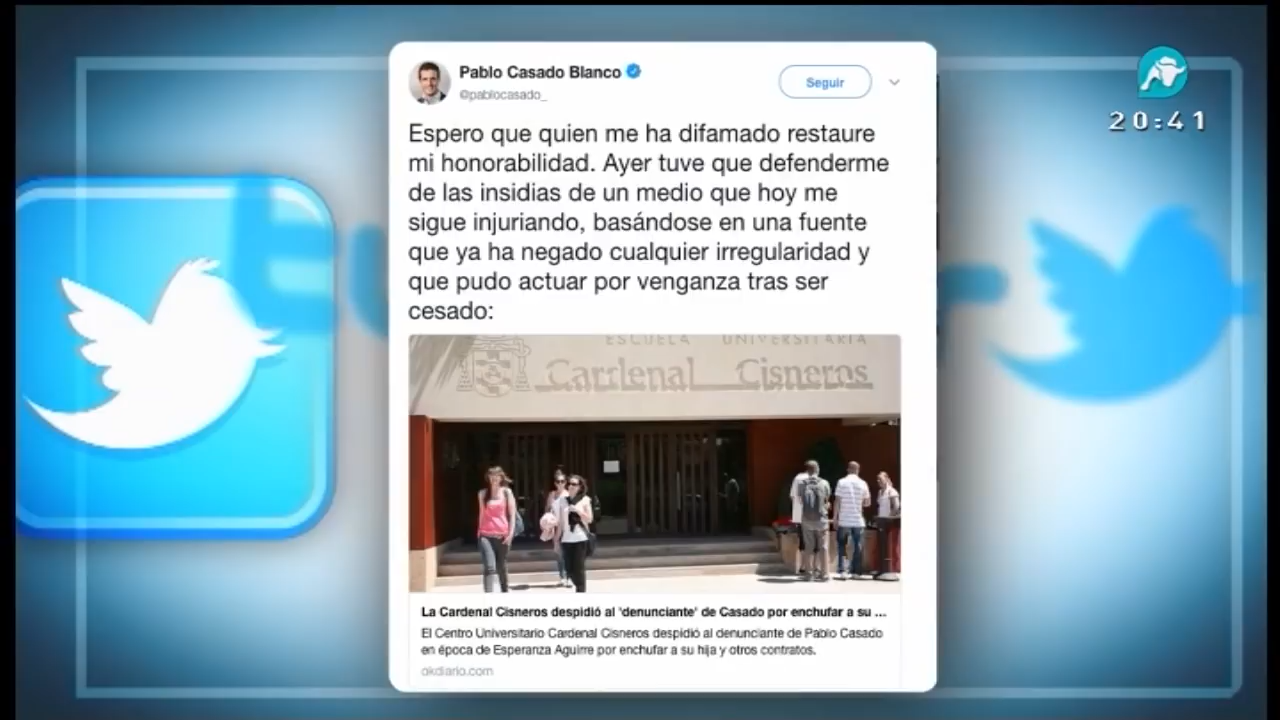 Pablo Casado Blanco
@pablocasado_
Seguir
20:41
Espero que quien me ha difamado restaure
mi honorabilidad. Ayer tuve que defenderme
de las insidias de un medio que hoy me
sigue injuriando, basándose en una fuente
que ya ha negado cualquier irregularidad y
que pudo actuar por venganza tras ser
cesado:
ESCUELA UNIVERSITARIA
Cardenal Cisneros
La Cardenal Cisneros despidió al 'denunciante' de Casado por enchufar a su ...
El Centro Universitario Cardenal Cisneros despidió al denunciante de Pablo Casado
en época de Esperanza Aguirre por enchufar a su hija y otros contratos.
okdiario.com